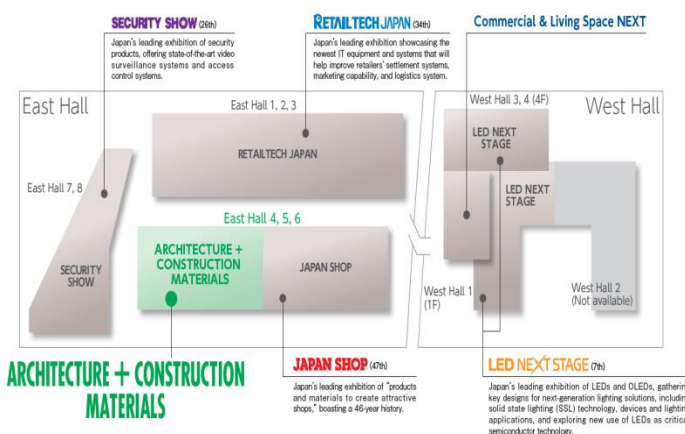 SECURITY SHOW (26th)
Japan's leading exhibition of security
products, offering state-of-the-art video
surveillance systems and access
control systems.
RETAILTECH JAPAN (34th)
Japan's leading exhibition showcasing the
newest IT equipment and systems that will
help improve retailers' settlement systems,
marketing capability, and logistics system.
Commercial & Living Space NEXT
East Hall
East Hall 1, 2, 3
RETAILTECH JAPAN
East Hall 7, 8
SECURITY
SHOW
East Hall 4, 5, 6
ARCHITECTURE +
CONSTRUCTION
MATERIALS
JAPAN SHOP
West Hall 3, 4 (4F)
West Hall
LED NEXT
STAGE
LED NEXT
STAGE
West Hall 1
(1F)
West Hall 2
(Not available)
ARCHITECTURE + CONSTRUCTION
MATERIALS
JAPAN SHOP (47th)
Japan's leading exhibition of "products
and materials to create attractive
shops," boasting a 46-year history.
LED NEXT STAGE (7th)
Japan's leading exhibition of LEDs and OLEDs, gatherin
key designs for next-generation lighting solutions, includin
solid state lighting (SSL) technology, devices and lightin
applications, and exploring new use of LEDs as critica
semiconductor technology.